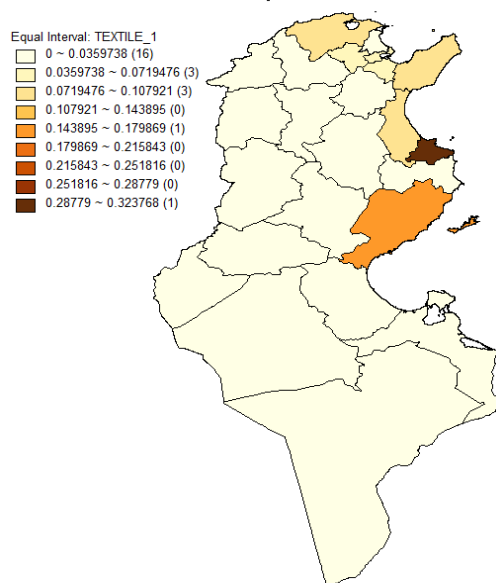 Equal Interval: TEXTILE_1
0 ~ 0.0359738 (16)
0.0359738 ~ 0.0719476 (3)
0.0719476 ~ 0.107921 (3)
0.107921 ~ 0.143895 (0)
0.143895 ~ 0.179869 (1)
0.179869 ~ 0.215843 (0)
0.215843 ~ 0.251816 (0)
0.251816 ~ 0.28779 (0)
0.28779 ~ 0.323768 (1)